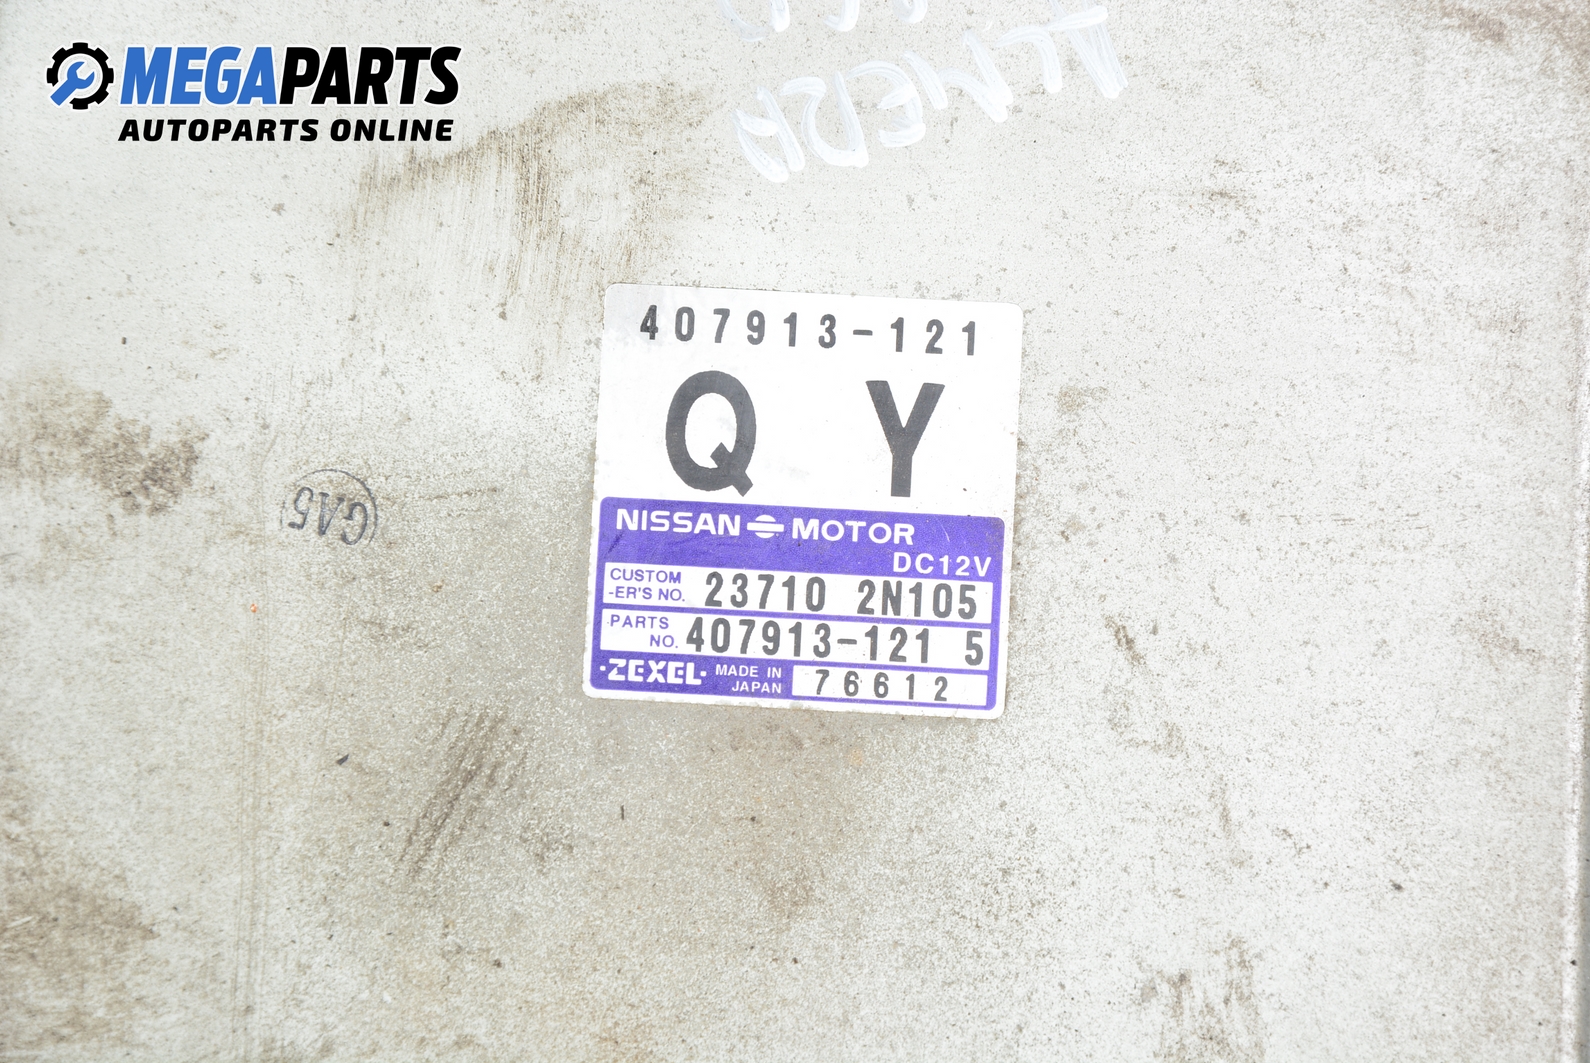 MEGAPARTS
AUTOPARTS ONLINE
ALMERA
407913-121
Q Y
NISSAN MOTOR
DC12V
CUSTOM
-ER'S NO. 23710 2N105
PARTS
NO. 407913-121 5
·ZEXEL· MADE IN
JAPAN 76612
GA5